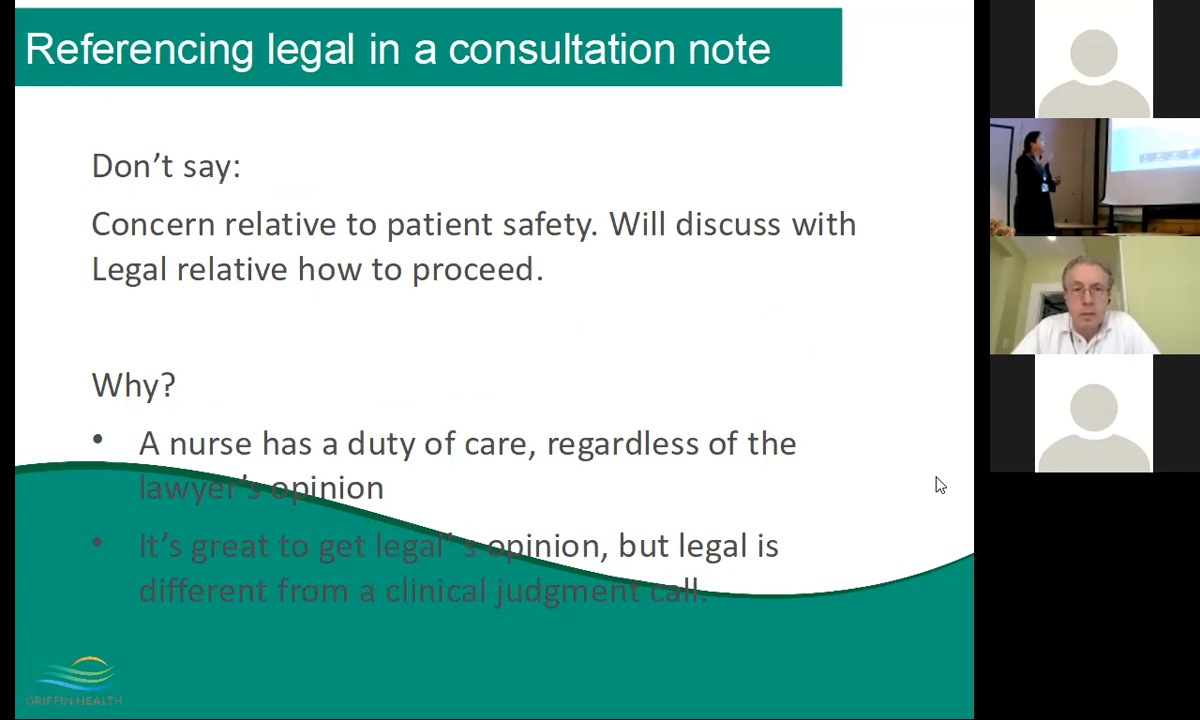 Referencing legal in a consultation note
Don’t say:
Concern relative to patient safety. Will discuss with
Legal relative how to proceed.
Why?
• A nurse has a duty of care, regardless of the
lawyer’s opinion
• It’s great to get legal’ s opinion, but legal is
different from a clinical judgment call.
GRIFFIN HEALTH